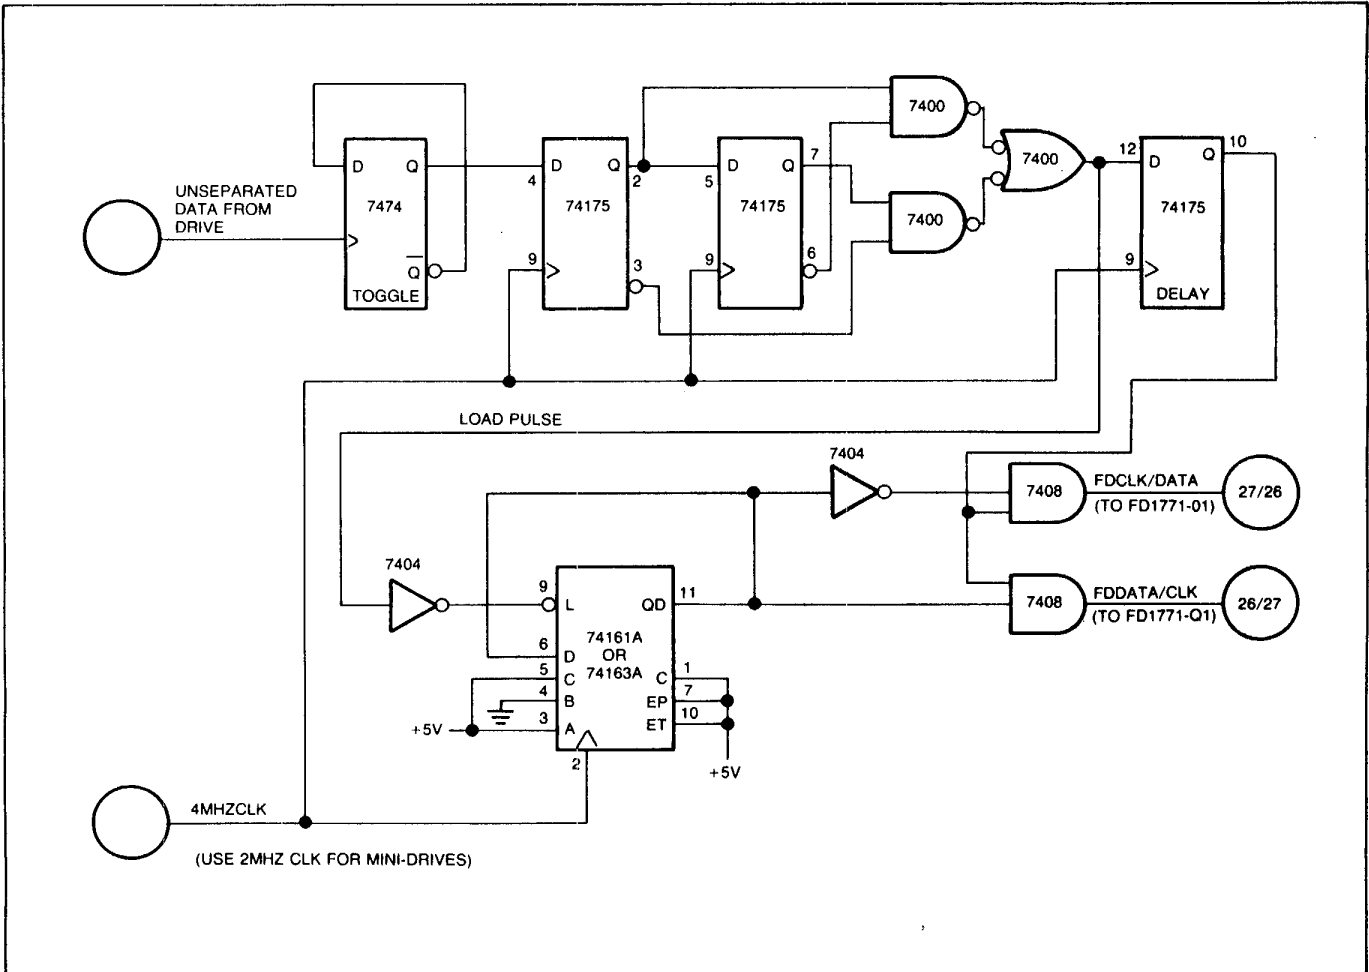 7400
10
D
Q
D
Q
D
Q
7
D
12
Q
7400
4
2
5
UNSEPARATED
DATA FROM
DRIVE
7474
74175
74175
7400
74175
9
3
9
6
9
Q
TOGGLE
DELAY
LOAD PULSE
7404
7408
FDCLK/DATA
(TO FD1771-01)
27/26
7404
9
L
QD
11
7408
FDDATA/CLK
(TO FD1771-Q1)
26/27
6
D
74161A
OR
74163A
5
C
C
1
4
B
EP
7
3
A
ET
10
+5V
2
+5V
4MHZCLK
(USE 2MHZ CLK FOR MINI-DRIVES)